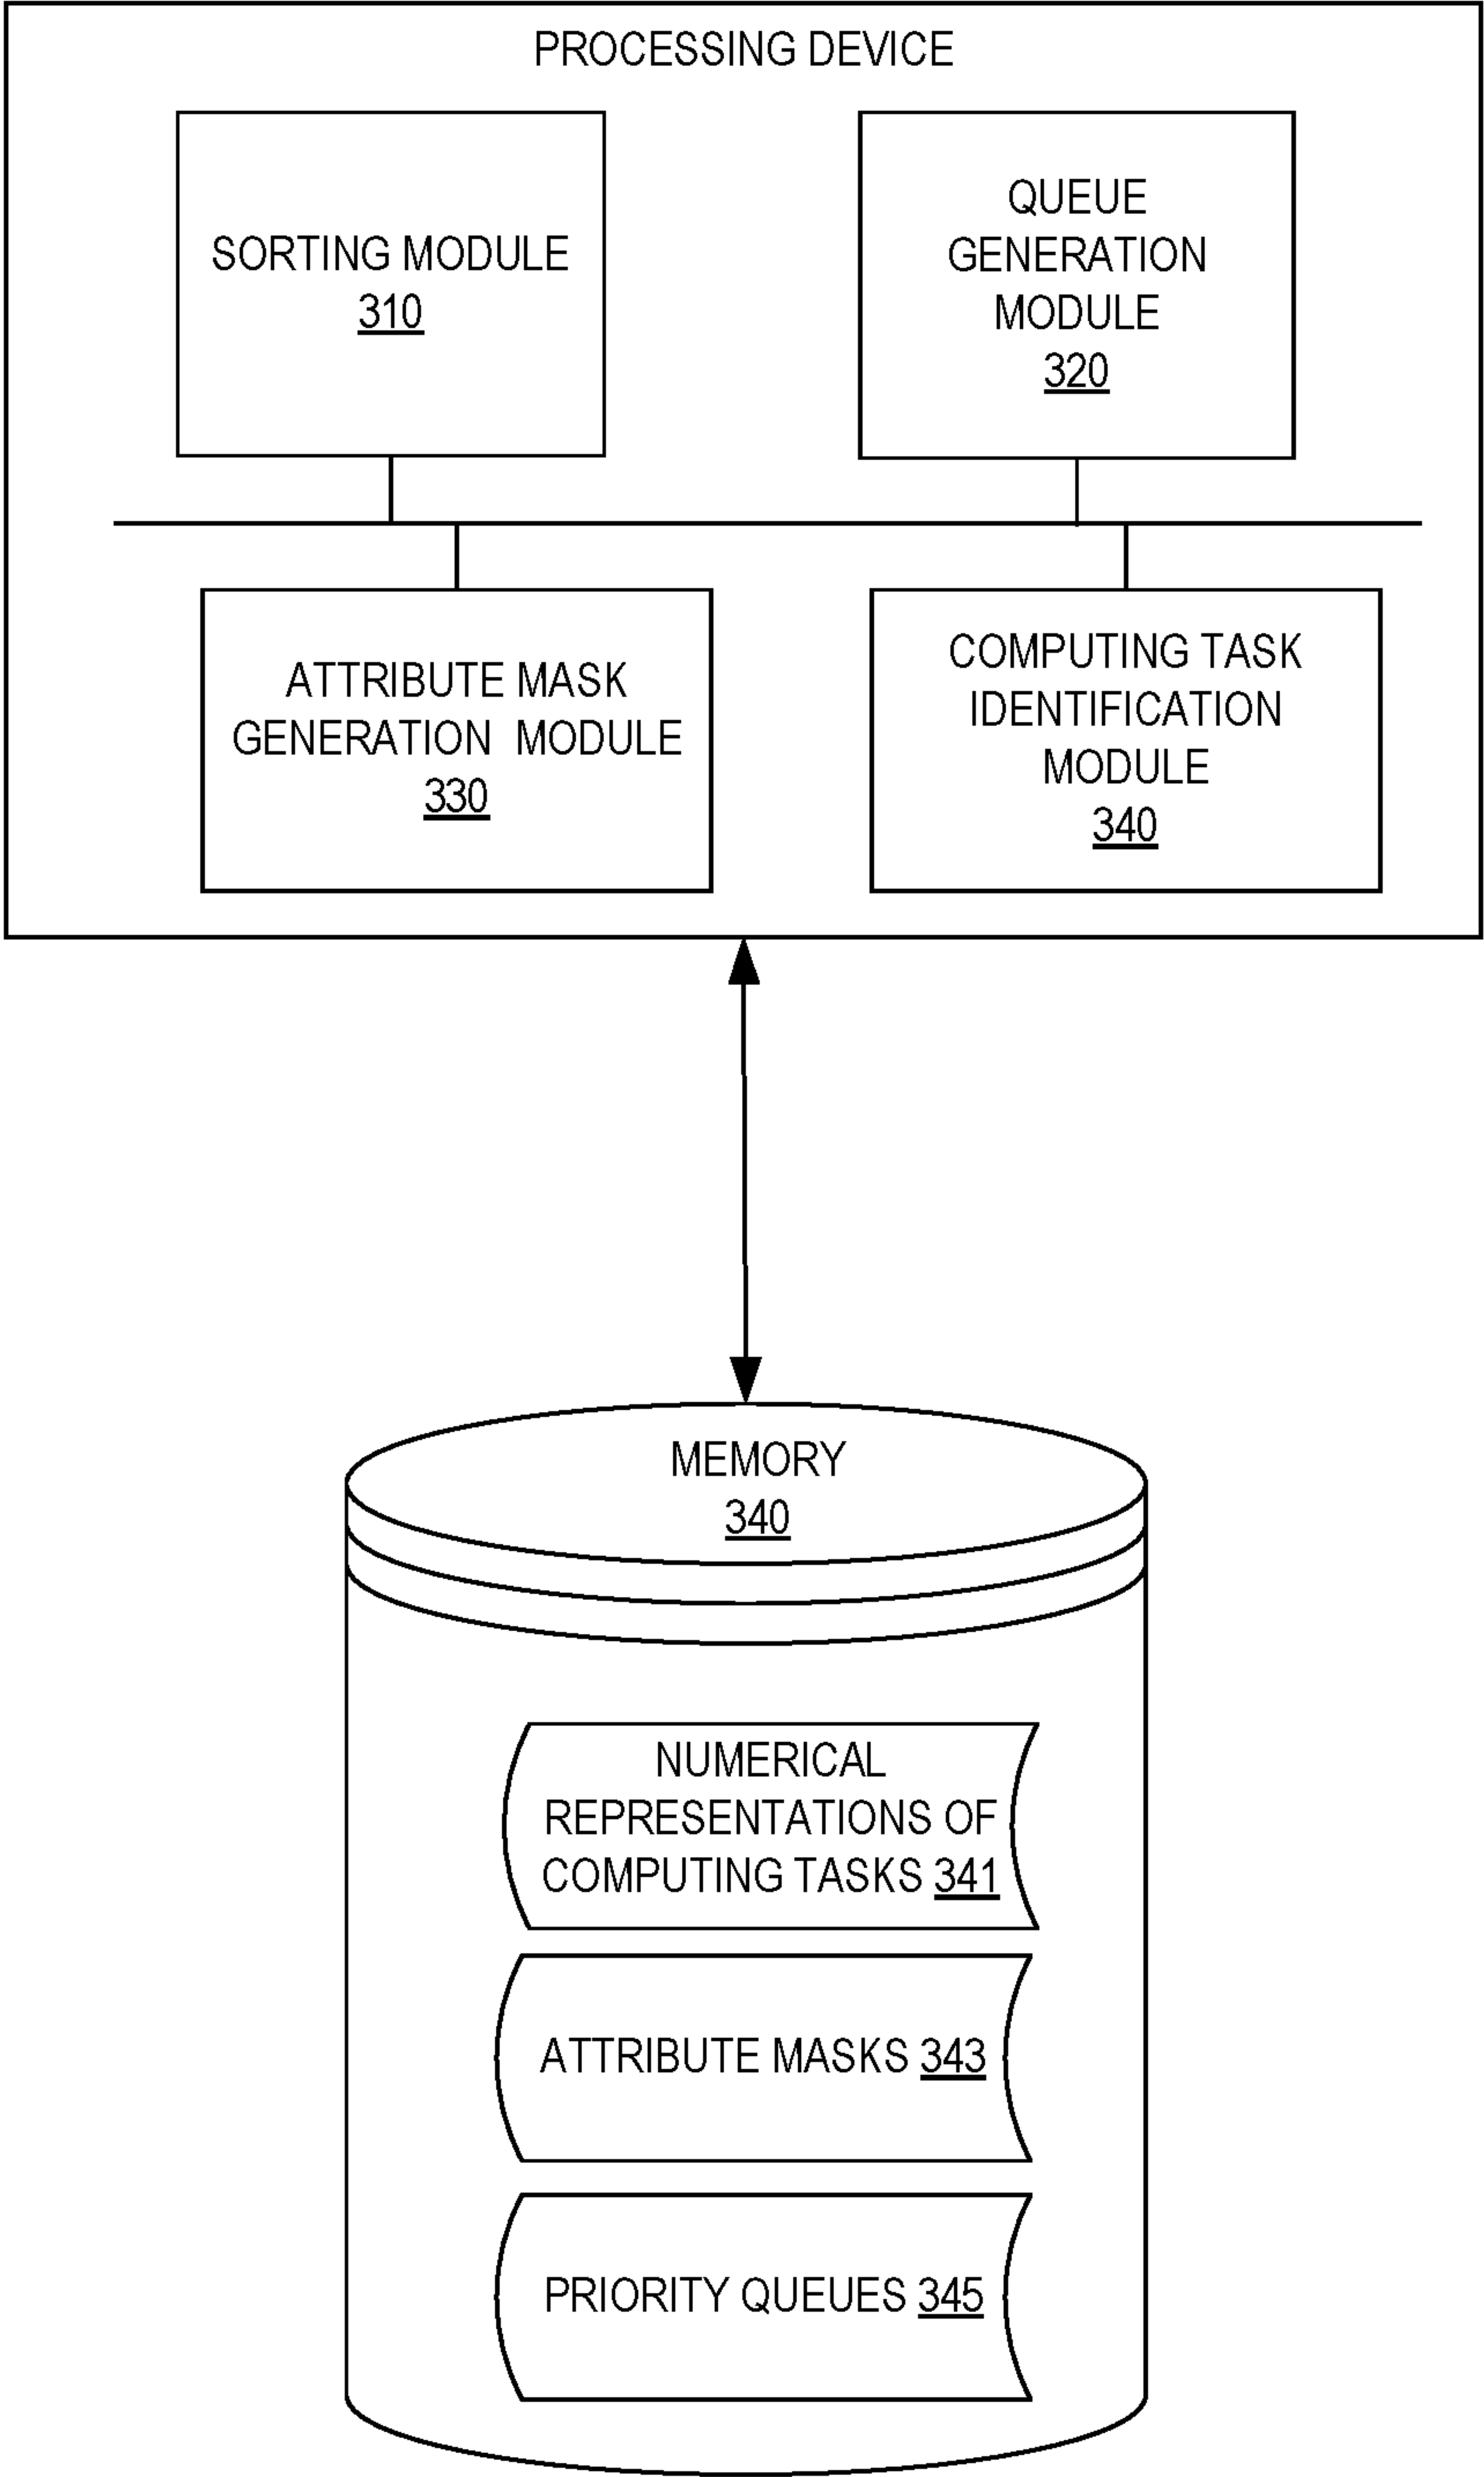 PROCESSING DEVICE
SORTING MODULE
310
QUEUE
GENERATION
MODULE
320
ATTRIBUTE MASK
GENERATION MODULE
330
COMPUTING TASK
IDENTIFICATION
MODULE
340
MEMORY
340
NUMERICAL
REPRESENTATIONS OF
COMPUTING TASKS 341
ATTRIBUTE MASKS 343
PRIORITY QUEUES 345